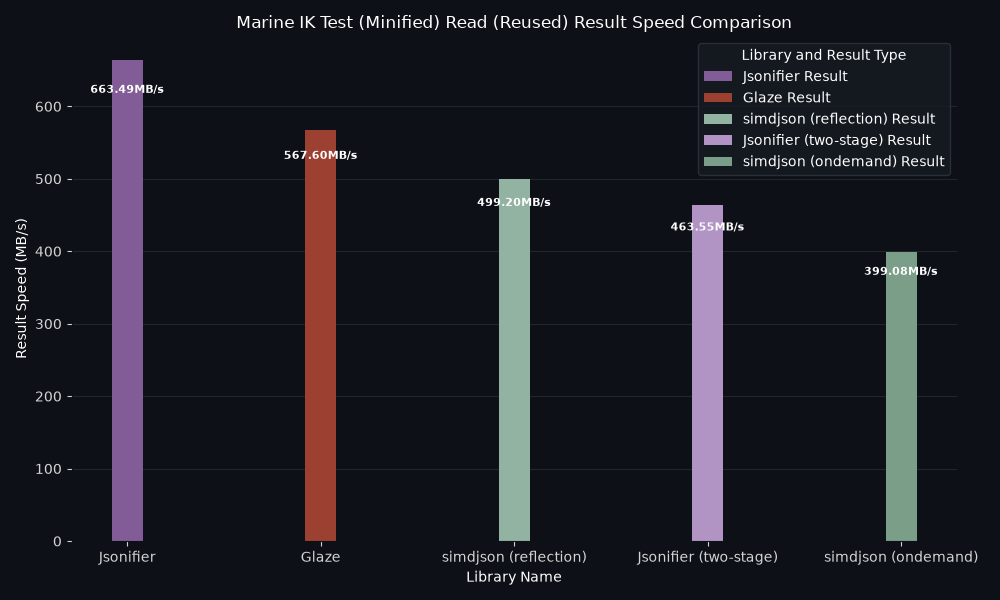 Marine IK Test (Minified) Read (Reused) Result Speed Comparison
Library and Result Type
Jsonifier Result
Glaze Result
simdjson (reflection) Result
Jsonifier (two-stage) Result
simdjson (ondemand) Result
663.49MB/s
567.60MB/s
499.20MB/s
463.55MB/s
399.08MB/s
Result Speed (MB/s)
600
500
400
300
200
100
0
Jsonifier
Glaze
simdjson (reflection)
Jsonifier (two-stage)
simdjson (ondemand)
Library Name